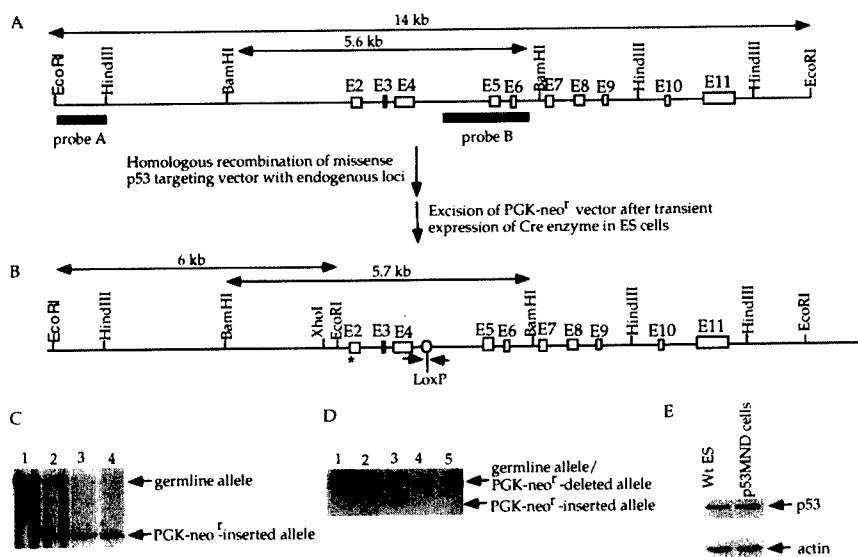 A
14 kb
5.6 kb
EcoRI
HindIII
BamHI
E2
E3
E4
E5
E6
BamHI
E7
E8
E9
HindIII
E10
E11
HindIII
EcoRI
probe A
probe B
Homologous recombination of missense
p53 targeting vector with endogenous loci
Excision of PGK-neoʳ vector after transient
expression of Cre enzyme in ES cells
B
6 kb
5.7 kb
EcoRI
HindIII
BamHI
XhoI
EcoRI
E2
E3
E4
E5
E6
BamHI
E7
E8
E9
HindIII
E10
E11
HindIII
EcoRI
*
LoxP
C
1 2 3 4
germline allele
PGK-neoʳ-inserted allele
D
1 2 3 4 5
germline allele/
PGK-neoʳ-deleted allele
PGK-neoʳ-inserted allele
E
Wt ES
p53MND cells
p53
actin